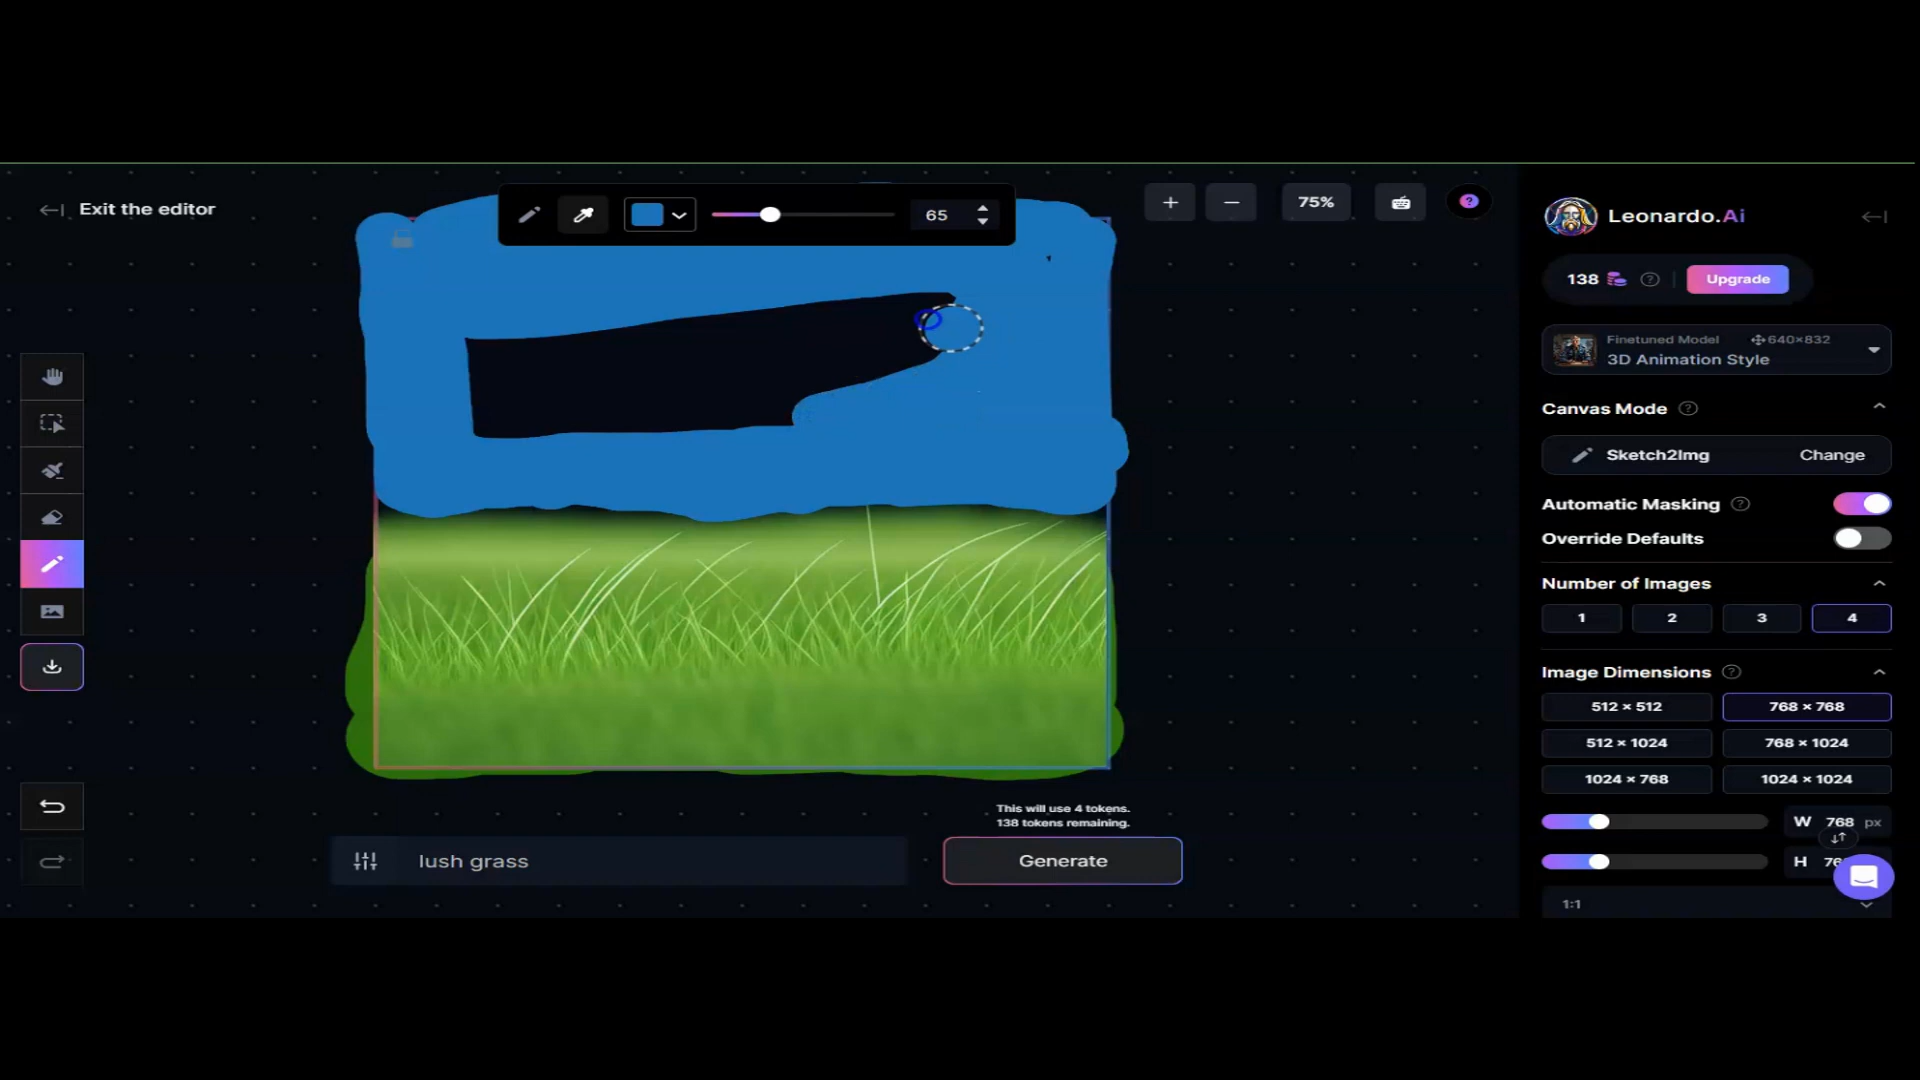 Exit the editor
65
75%
?
Leonardo.Ai
138
?
Upgrade
Finetuned Model
640×832
3D Animation Style
Canvas Mode
?
Sketch2Img
Change
Automatic Masking
?
Override Defaults
Number of Images
1
2
3
4
Image Dimensions
?
512 × 512
768 × 768
512 × 1024
768 × 1024
1024 × 768
1024 × 1024
W 768 px
H 76
1:1
This will use 4 tokens.
138 tokens remaining.
lush grass
Generate